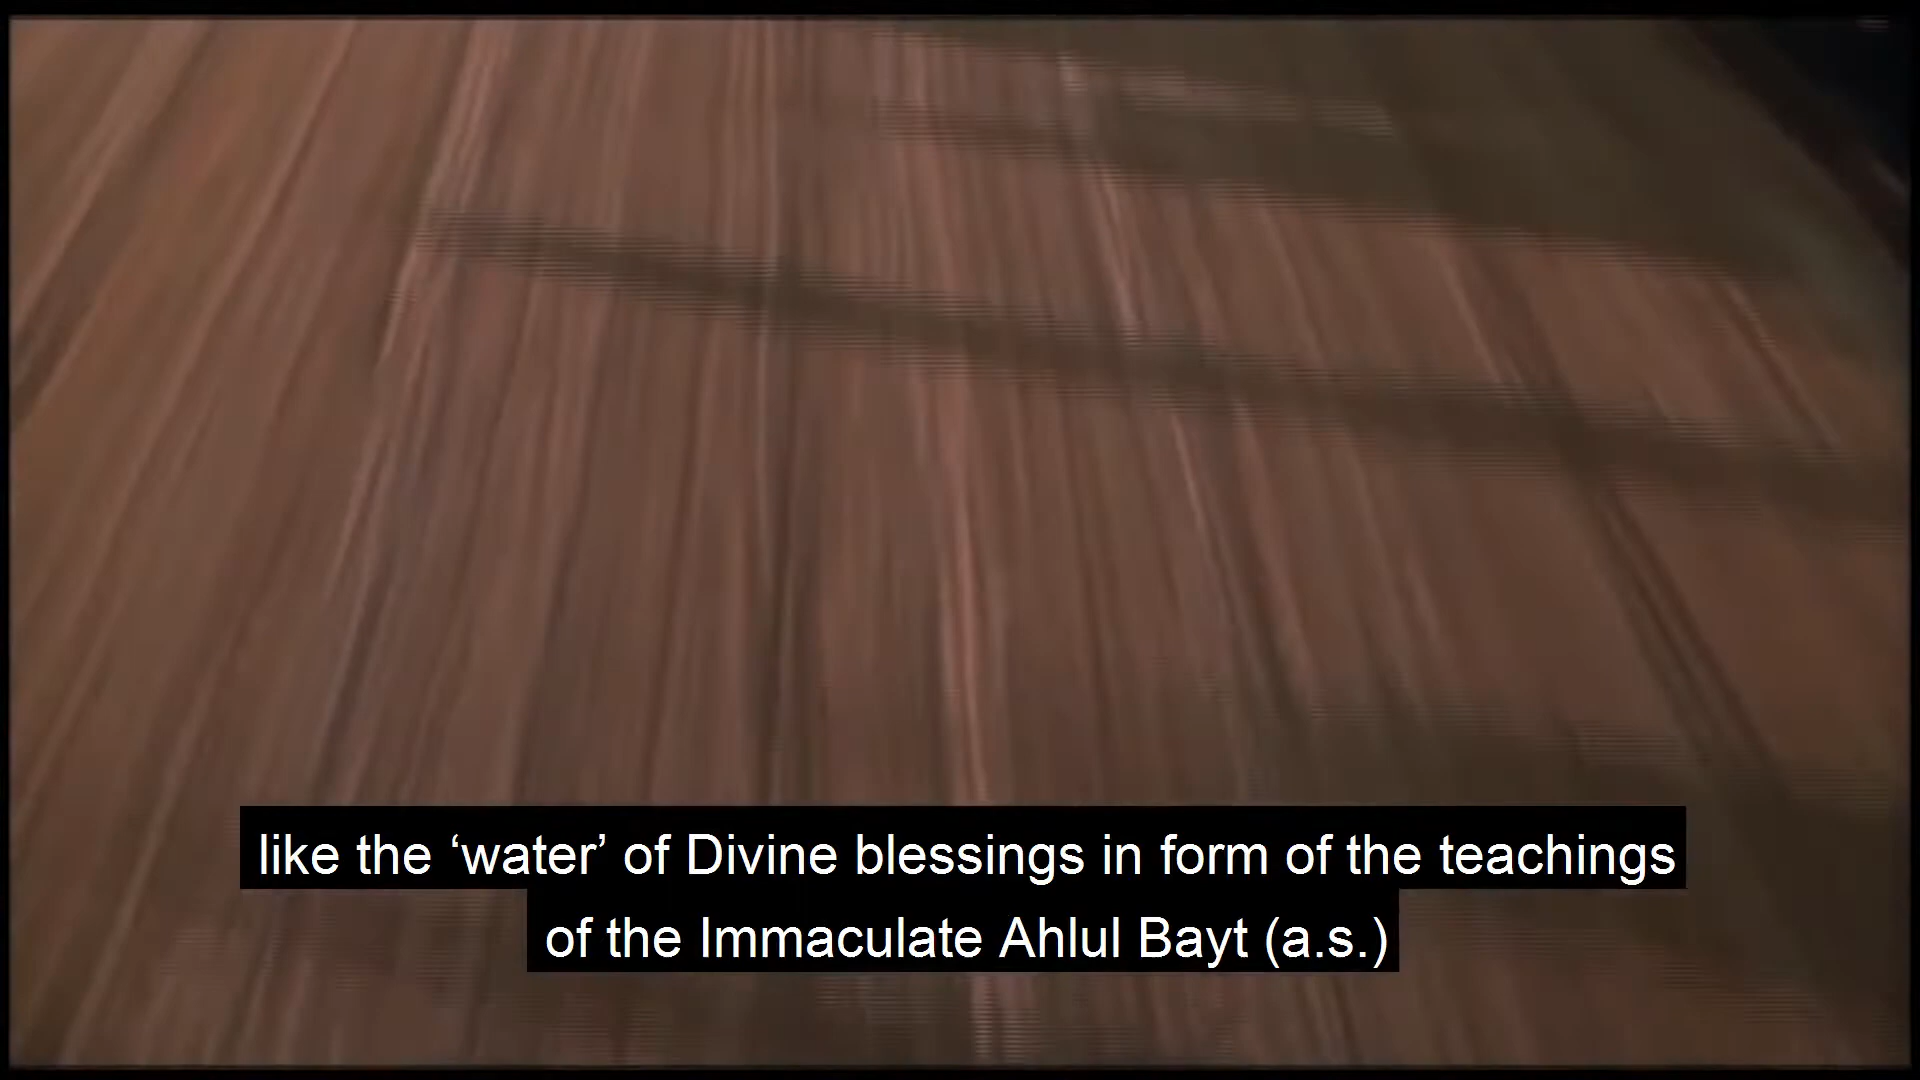 like the ‘water’ of Divine blessings in form of the teachings
of the Immaculate Ahlul Bayt (a.s.)